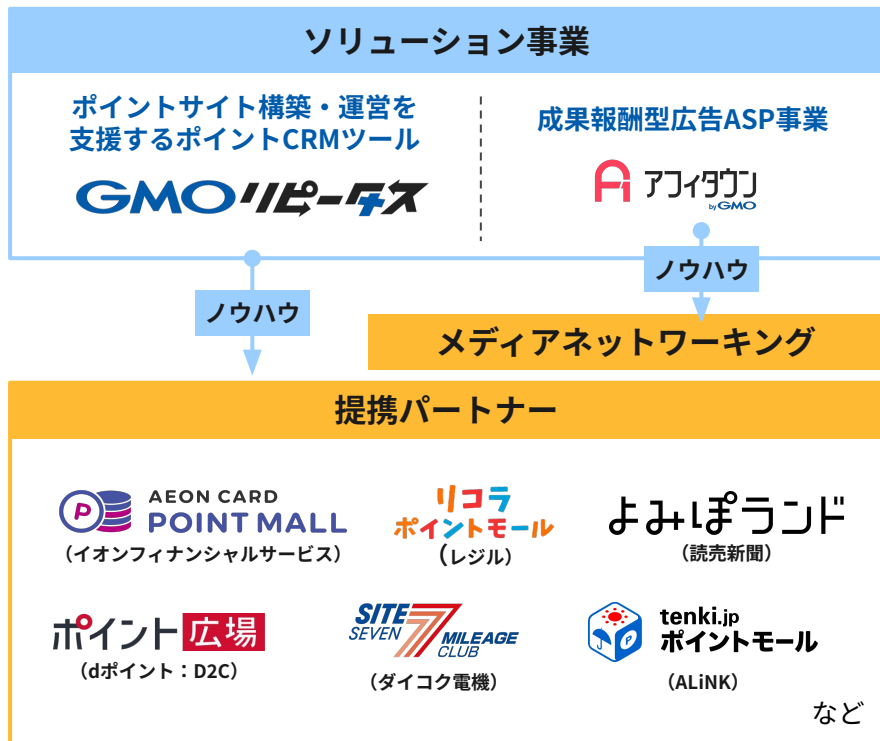 ソリューション事業
ポイントサイト構築・運営を
支援するポイントCRMツール
GMOリピータス
成果報酬型広告ASP事業
アフィタウン
by GMO
ノウハウ
ノウハウ
メディアネットワーキング
提携パートナー
P
AEON CARD
POINT MALL
(イオンフィナンシャルサービス)
リコラ
ポイントモール
(レジル)
よみぽランド
(読売新聞)
ポイント広場
(dポイント：D2C)
SITE
SEVEN
7
MILEAGE
CLUB
(ダイコク電機)
P
tenki.jp
ポイントモール
(ALiNK)
など